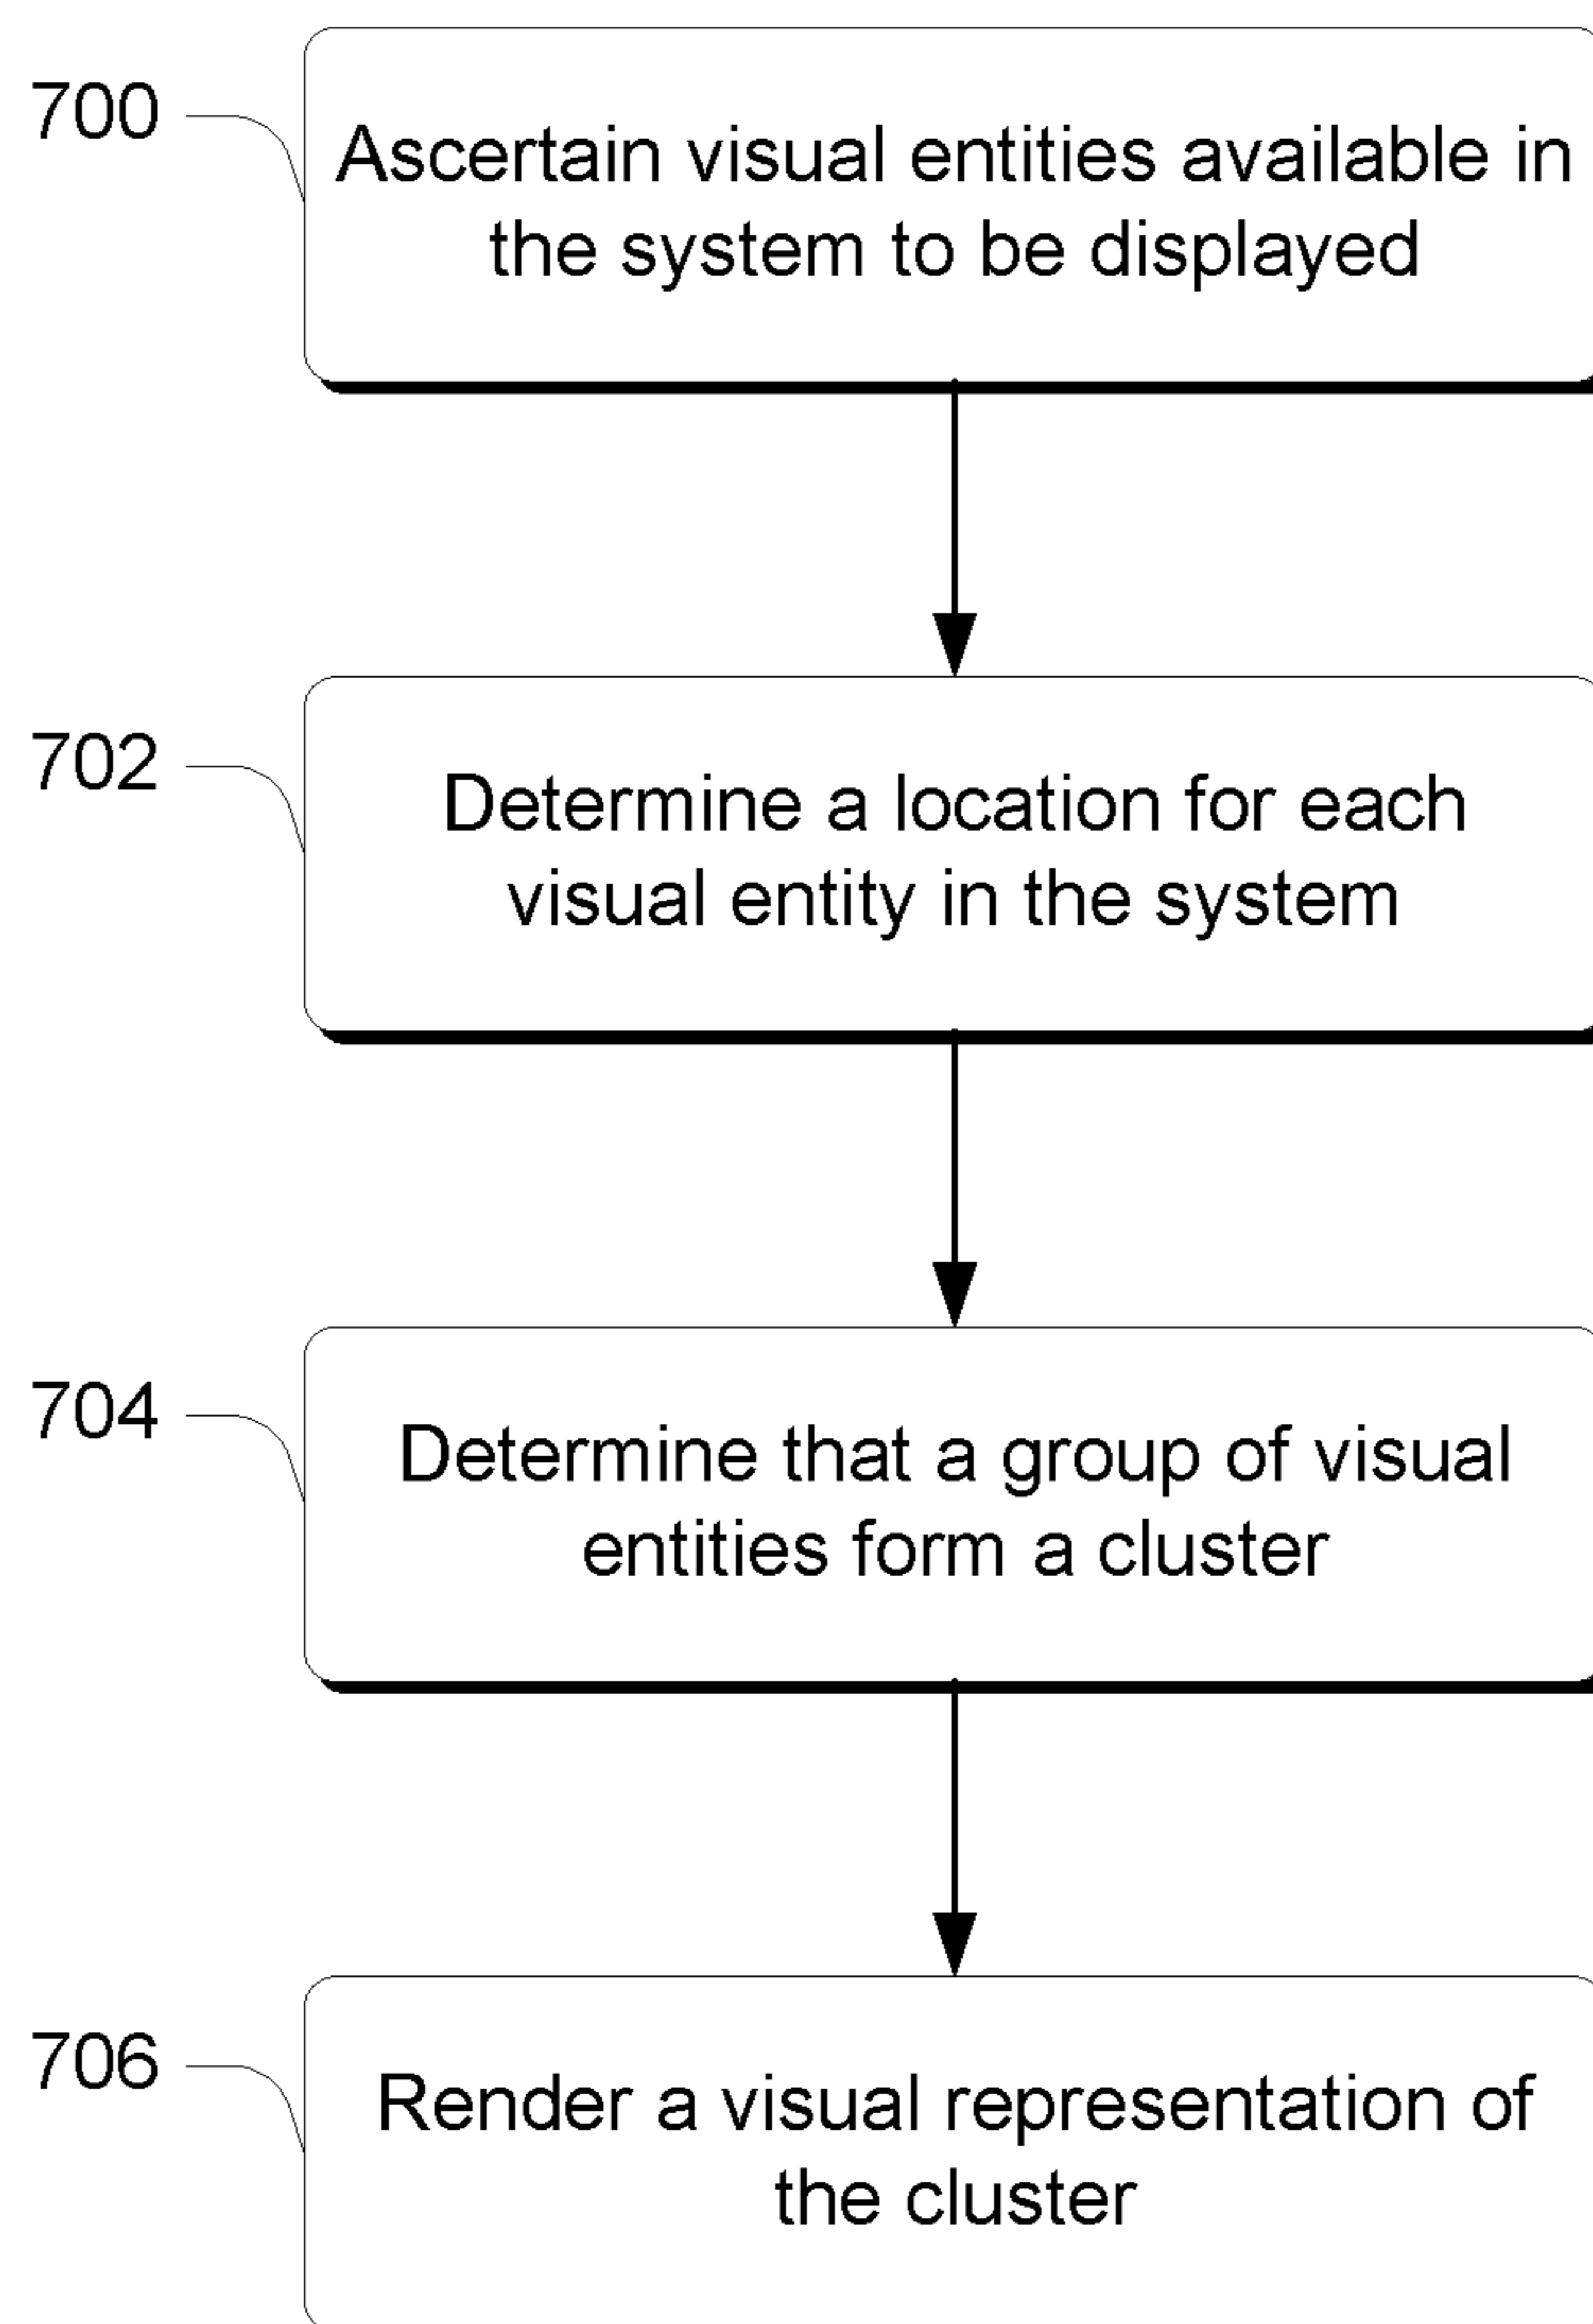 700
Ascertain visual entities available in
the system to be displayed
702
Determine a location for each
visual entity in the system
704
Determine that a group of visual
entities form a cluster
706
Render a visual representation of
the cluster